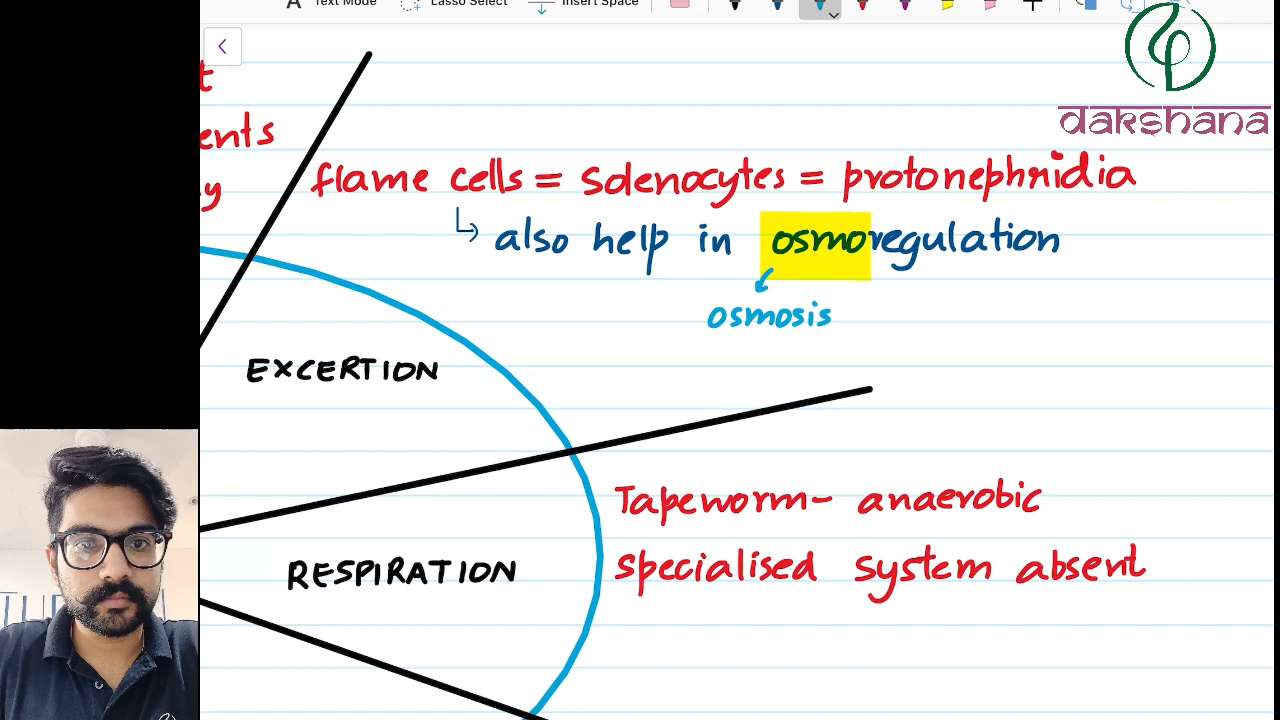 Text Mode
Lasso Select
Insert Space
dakshana
t
ents
y
flame cells = Solenocytes = protonephridia
also help in osmoregulation
osmosis
EXCERTION
RESPIRATION
Tapeworm- anaerobic
specialised system absent